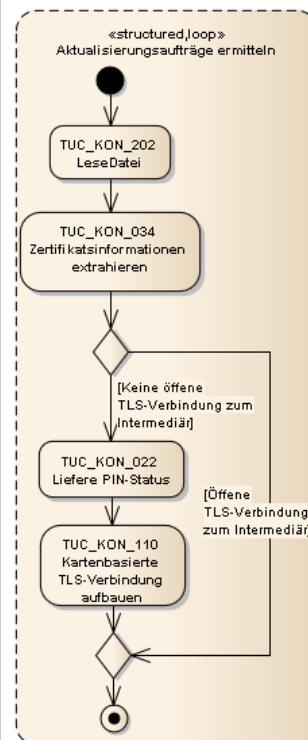 «structured,loop»
Aktualisierungsaufträge ermitteln
TUC_KON_202
LeseDatei
TUC_KON_034
Zertifikatsinformationen
extrahieren
[Keine öffene
TLS-Verbindung zum
Intermediär]
TUC_KON_022
Liefere PIN-Status
[Öffene
TLS-Verbindung
zum Intermediär]
TUC_KON_110
Kartenbasierte
TLS-Verbindung
aufbauen